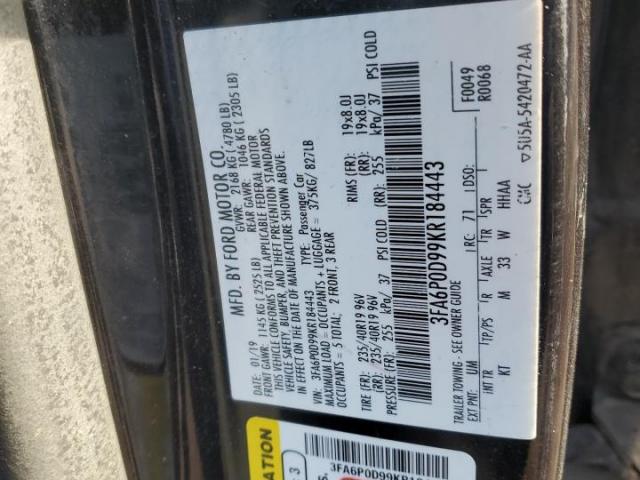 MFD. BY FORD MOTOR CO.
DATE: 01/19 GVWR: 2168 KG (4780 LB)
FRONT GAWR: 1145 KG (2525 LB) REAR GAWR: 1046 KG (2305 LB)
THIS VEHICLE CONFORMS TO ALL APPLICABLE FEDERAL MOTOR
VEHICLE SAFETY, BUMPER, AND THEFT PREVENTION STANDARDS
IN EFFECT ON THE DATE OF MANUFACTURE SHOWN ABOVE.
VIN: 3FA6P0D99KR184443 TYPE: Passenger Car
MAXIMUM LOAD = OCCUPANTS + LUGGAGE = 375KG/ 827LB
OCCUPANTS = 5 TOTAL; 2 FRONT, 3 REAR
TIRE (FR): 235/40R19 96V RIMS (FR): 19x8.0J
(RR): 235/40R19 96V (RR): 19x8.0J
PRESSURE (FR): 255 kPa/ 37 PSI COLD (RR): 255 kPa/ 37 PSI COLD
3FA6P0D99KR184443
F0049
R0068
TRAILER TOWING - SEE OWNER GUIDE
EXT PNT: UM RC: 71 DSO:
INT TR TP/PS R AXLE TR SPR
KT M 33 W HHAA
▽5U5A-5420472-AA
3FA6P0D99KR18